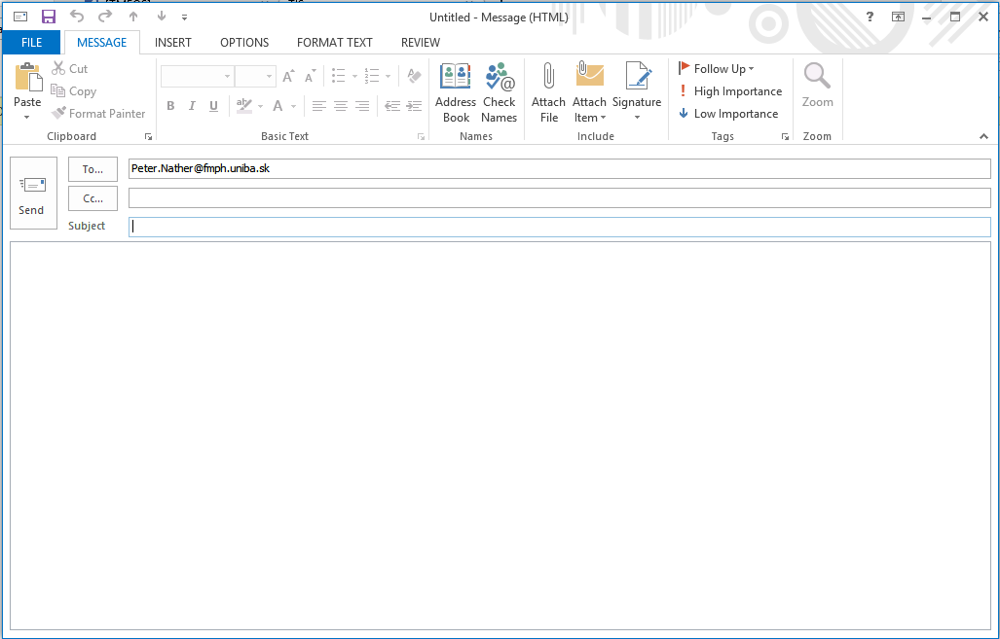 Untitled - Message (HTML)
?
FILE MESSAGE INSERT OPTIONS FORMAT TEXT REVIEW
Paste
Cut
Copy
Format Painter
Clipboard
A A
B I U A
Basic Text
Address Book
Check Names
Names
Attach File
Attach Item
Signature
Include
Follow Up
! High Importance
Low Importance
Tags
Zoom
Zoom
Send
To...
Peter.Nather@fmph.uniba.sk
Cc...
Subject